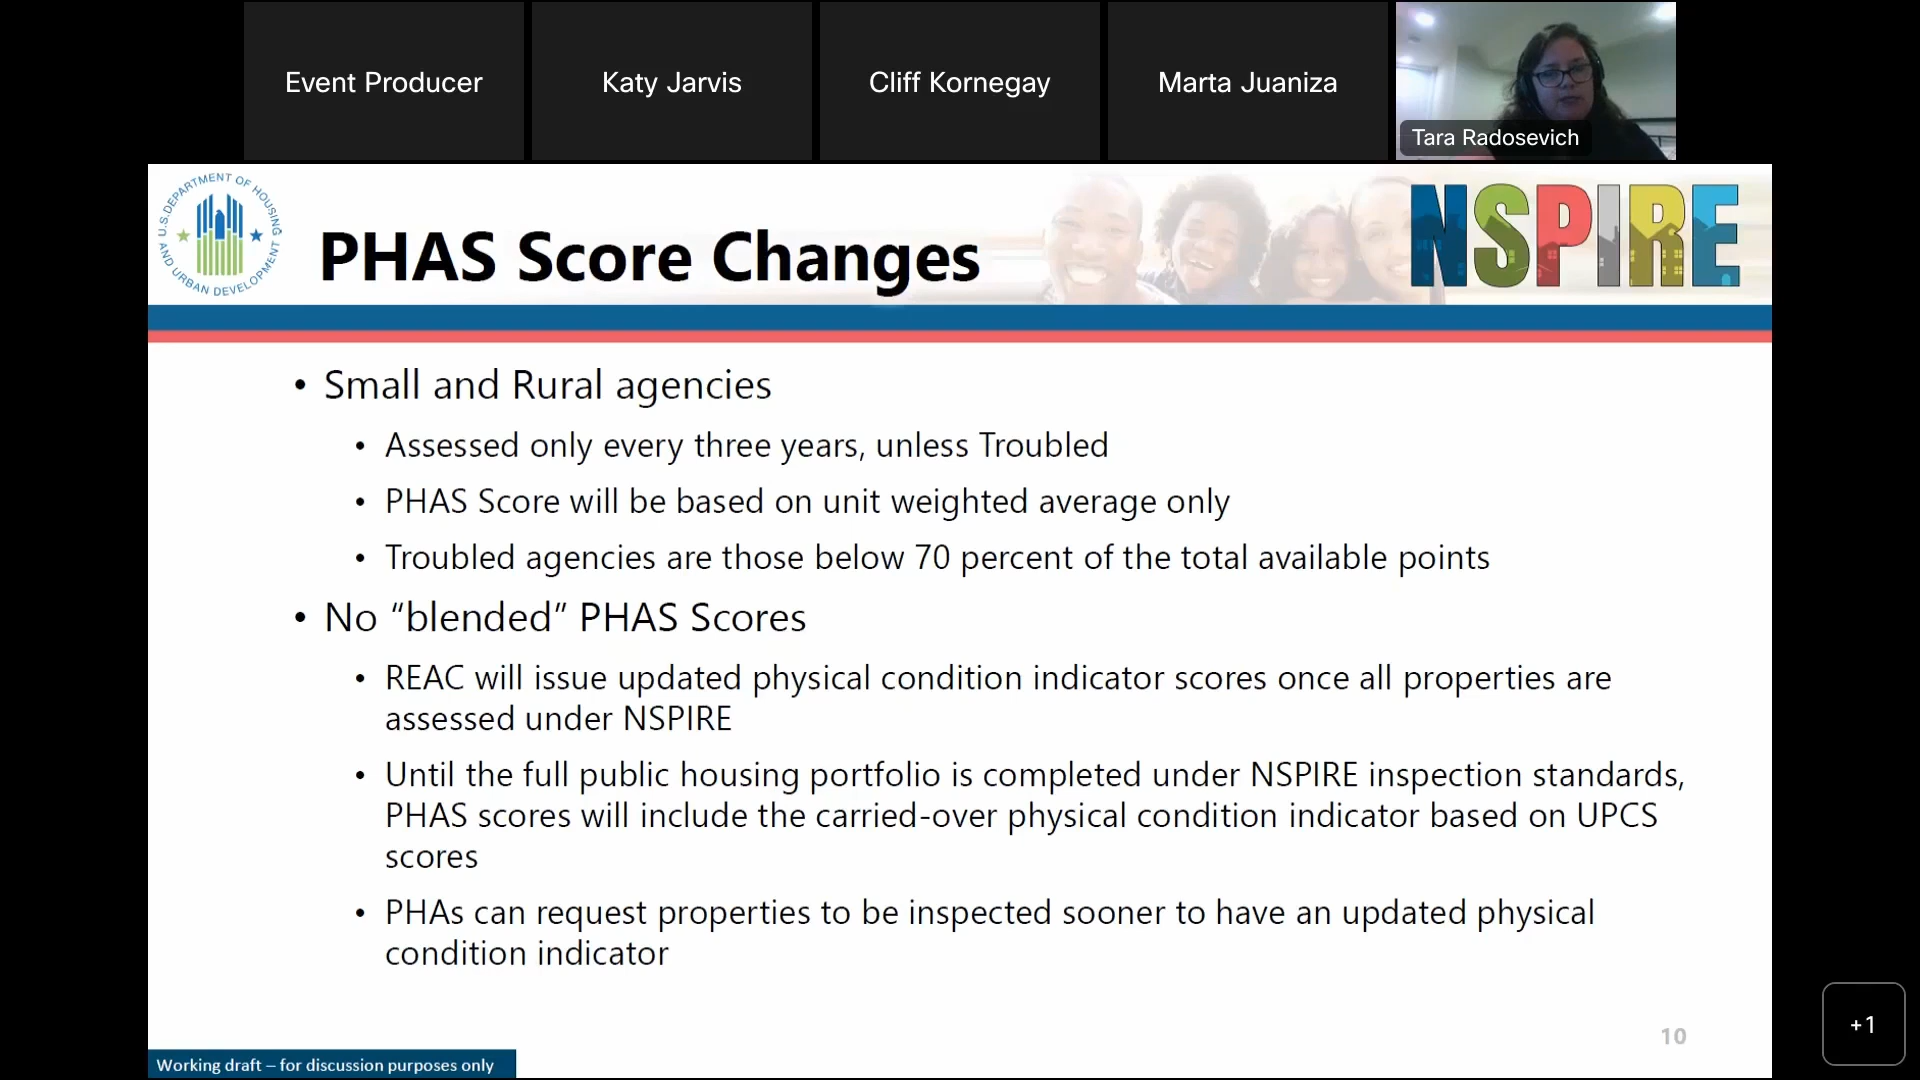 Event Producer
Katy Jarvis
Cliff Kornegay
Marta Juaniza
Tara Radosevich
U.S. DEPARTMENT OF HOUSING AND URBAN DEVELOPMENT
PHAS Score Changes
NSPIRE
• Small and Rural agencies
• Assessed only every three years, unless Troubled
• PHAS Score will be based on unit weighted average only
• Troubled agencies are those below 70 percent of the total available points
• No “blended” PHAS Scores
• REAC will issue updated physical condition indicator scores once all properties are
assessed under NSPIRE
• Until the full public housing portfolio is completed under NSPIRE inspection standards,
PHAS scores will include the carried-over physical condition indicator based on UPCS
scores
• PHAs can request properties to be inspected sooner to have an updated physical
condition indicator
10
+1
Working draft – for discussion purposes only